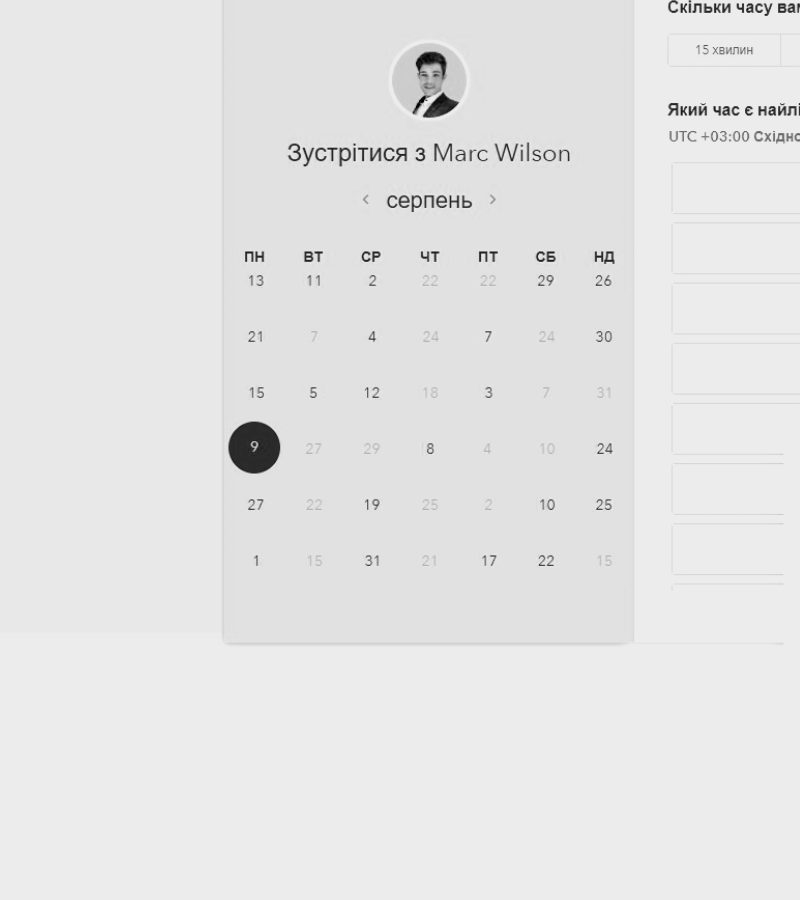 Скільки часу
15 хвилин
Який час є
UTC +03:00
Зустрітися з Marc Wilson
серпень
ПН ВТ СР ЧТ ПТ СБ НД
13 11 2 22 22 29 26
21 7 4 24 7 24 30
15 5 12 18 3 7 31
9 27 29 8 4 10 24
27 22 19 25 2 10 25
1 15 31 21 17 22 15